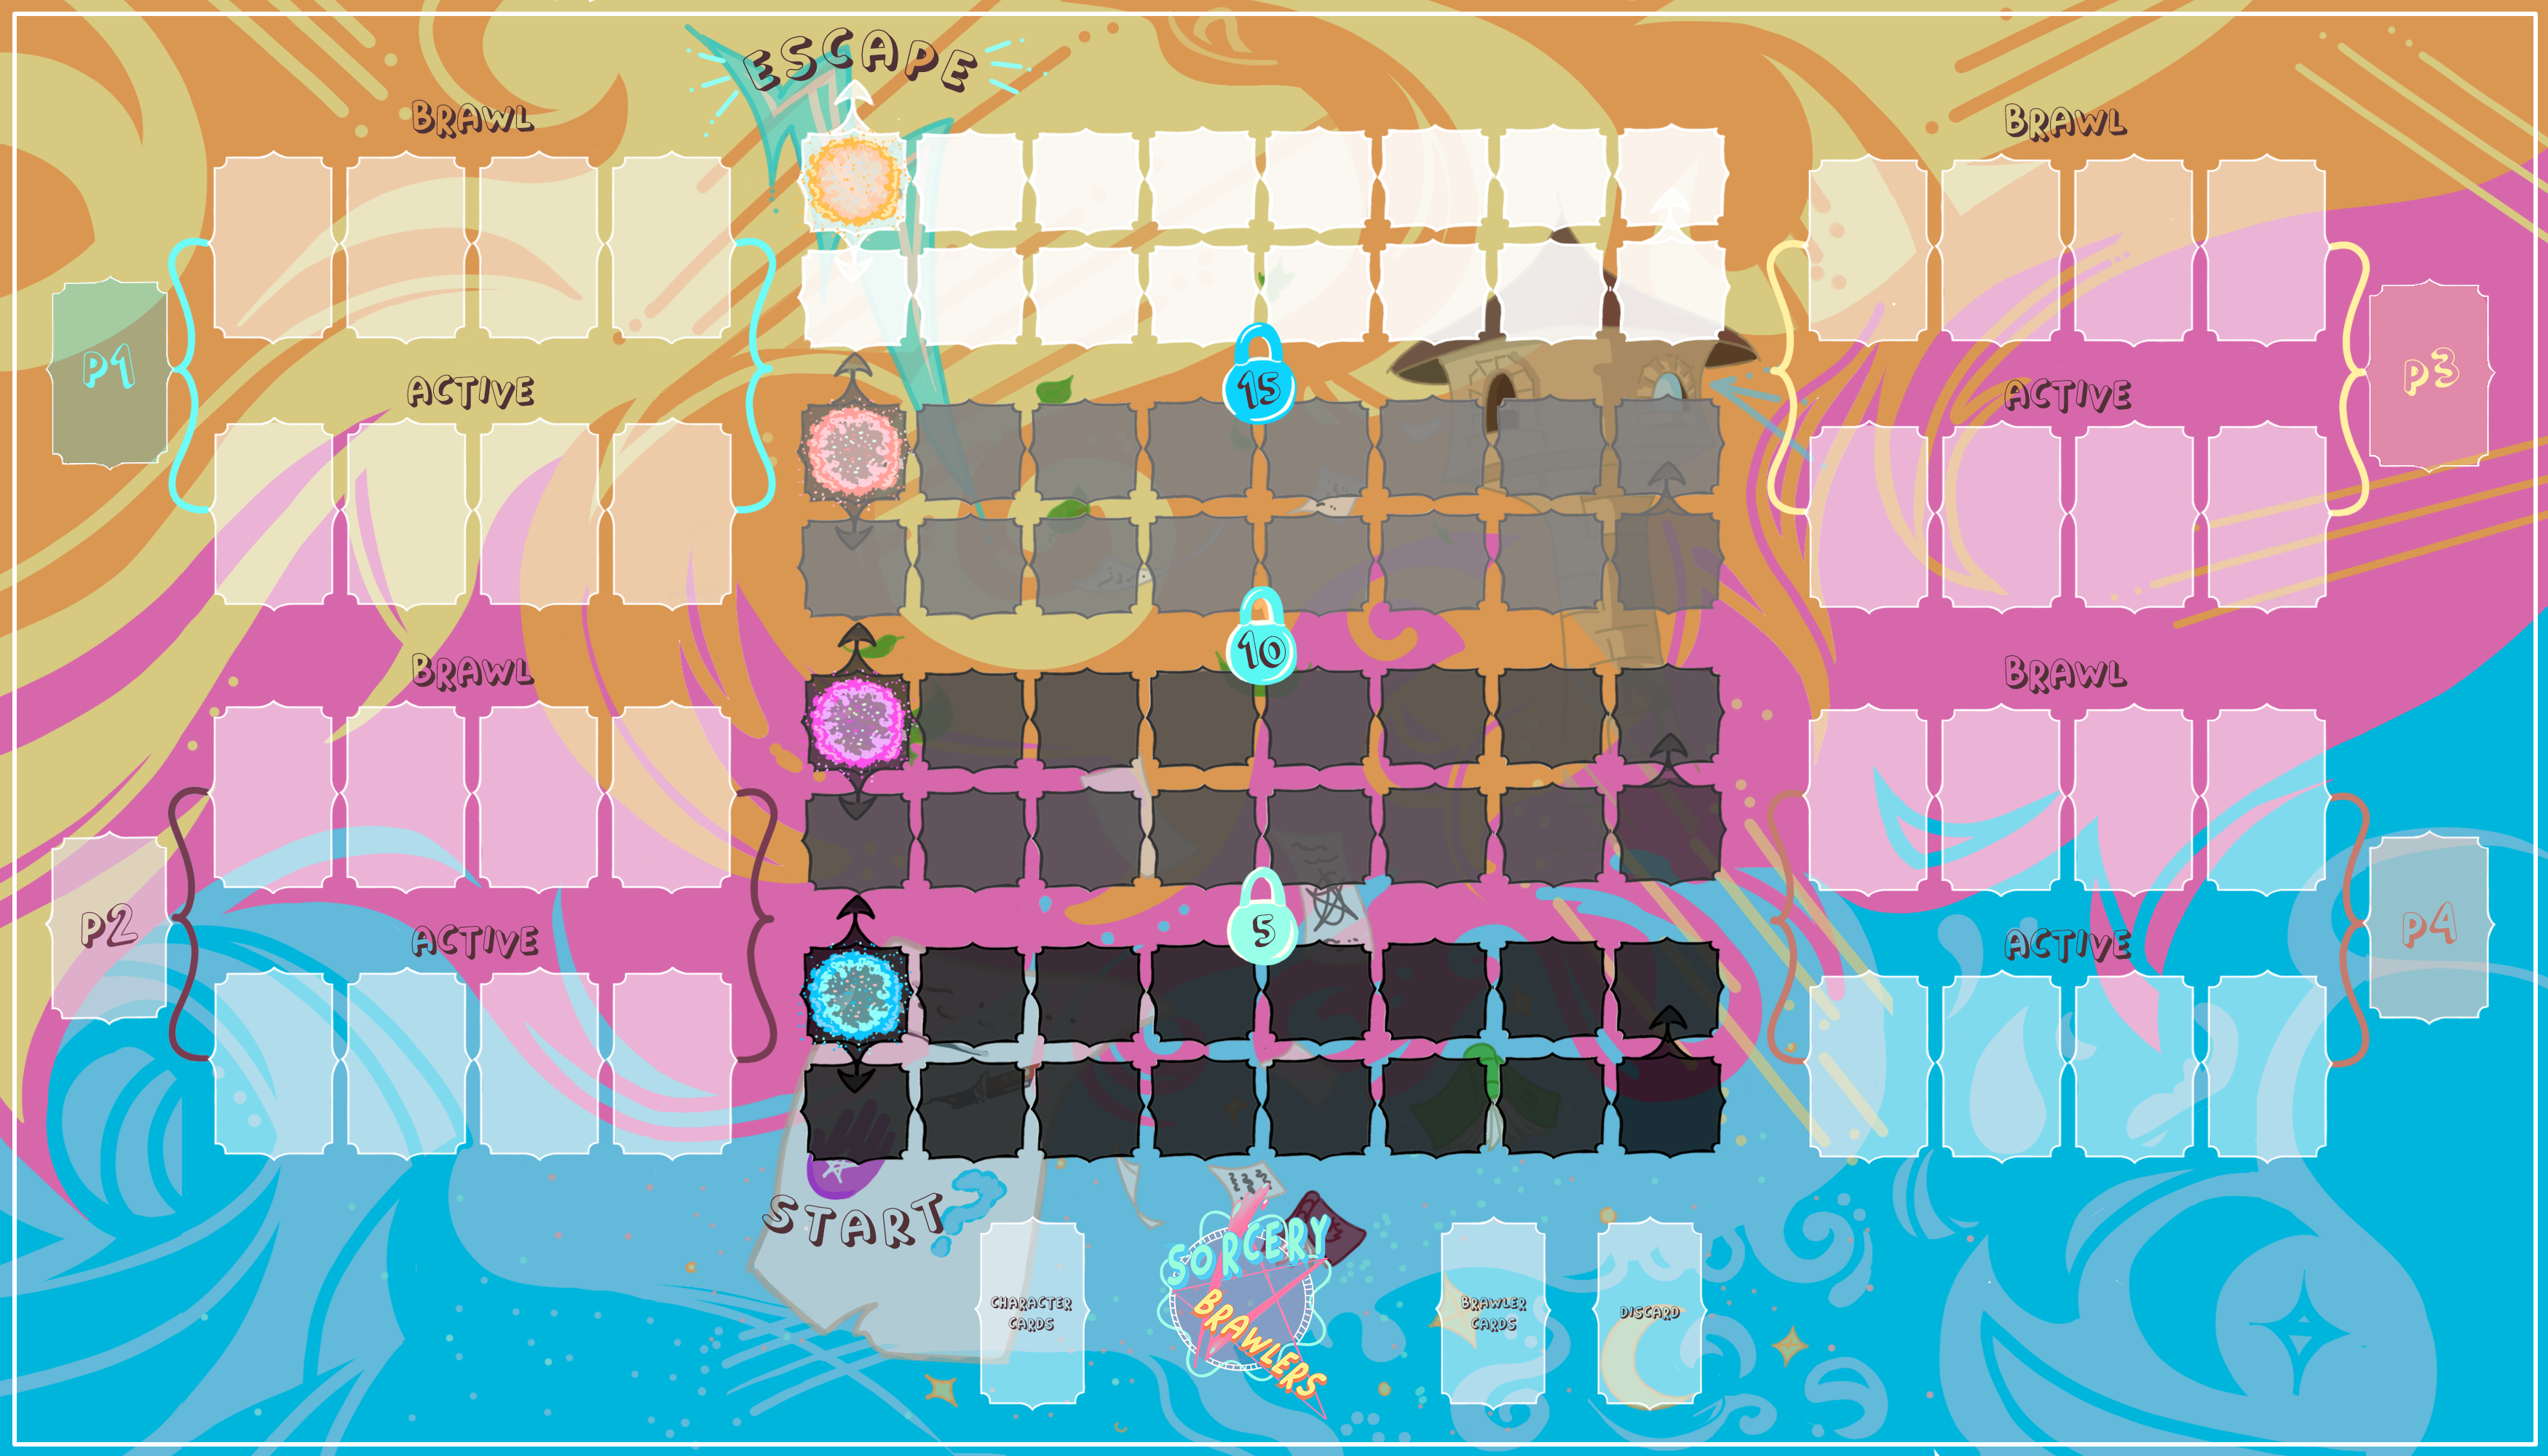 ESCAPE
BRAWL
BRAWL
P1
15
P3
ACTIVE
ACTIVE
10
BRAWL
BRAWL
P2
5
P4
ACTIVE
ACTIVE
START?
CHARACTER
CARDS
SORCERY
BRAWLERS
BRAWLER
CARDS
DISCARD